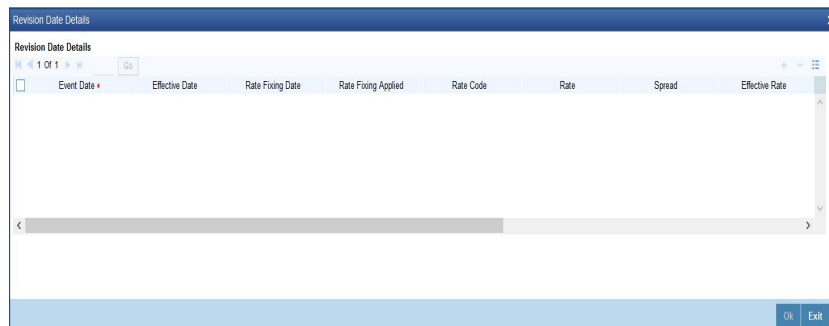 Revision Date Details
Revision Date Details
1 Of 1 Go
Event Date Effective Date Rate Fixing Date Rate Fixing Applied Rate Code Rate Spread Effective Rate
Ok Exit